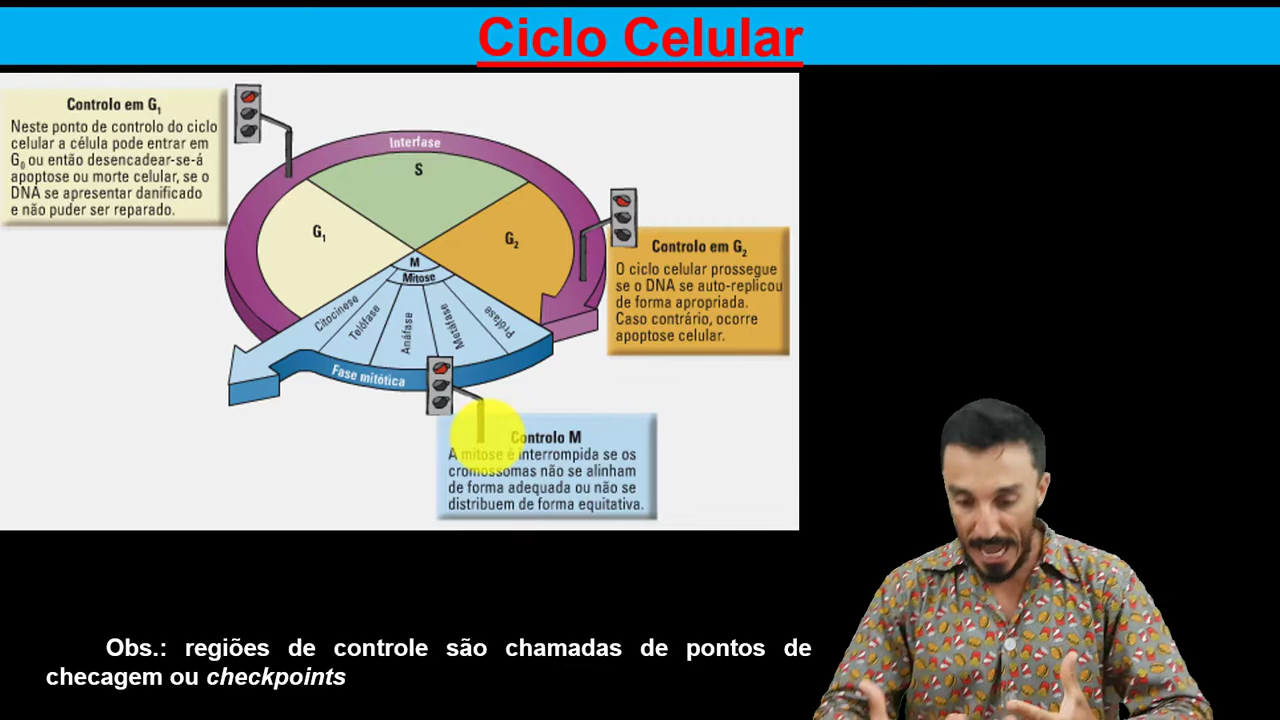 Ciclo Celular
Controlo em G₁
Neste ponto de controlo do ciclo
celular a célula pode entrar em
G₀ ou então desencadear-se-á
apoptose ou morte celular, se o
DNA se apresentar danificado
e não puder ser reparado.
Interfase
S
G₁
G₂
M
Mitose
Citocinese
Telófase
Anáfase
Metáfase
Prófase
Fase mitótica
Controlo em G₂
O ciclo celular prossegue
se o DNA se auto-replicou
de forma apropriada.
Caso contrário, ocorre
apoptose celular.
Controlo M
A mitose é interrompida se os
cromossomas não se alinham
de forma adequada ou não se
distribuem de forma equitativa.
Obs.: regiões de controle são chamadas de pontos de
checagem ou checkpoints